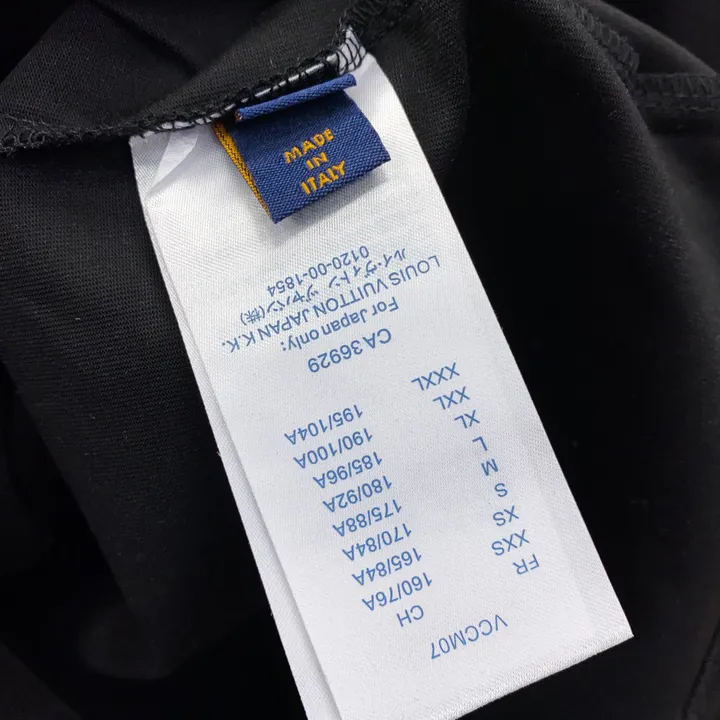 MADE
IN
ITALY
VCCM07
FR CH
XXS 160/76A
XS 165/84A
S 170/84A
M 175/88A
L 180/92A
XL 185/96A
XXL 190/100A
XXXL 195/104A
CA 36929
For Japan only:
LOUIS VUITTON JAPAN K.K.
ルイ・ヴィトン ジャパン(株)
0120-00-1854